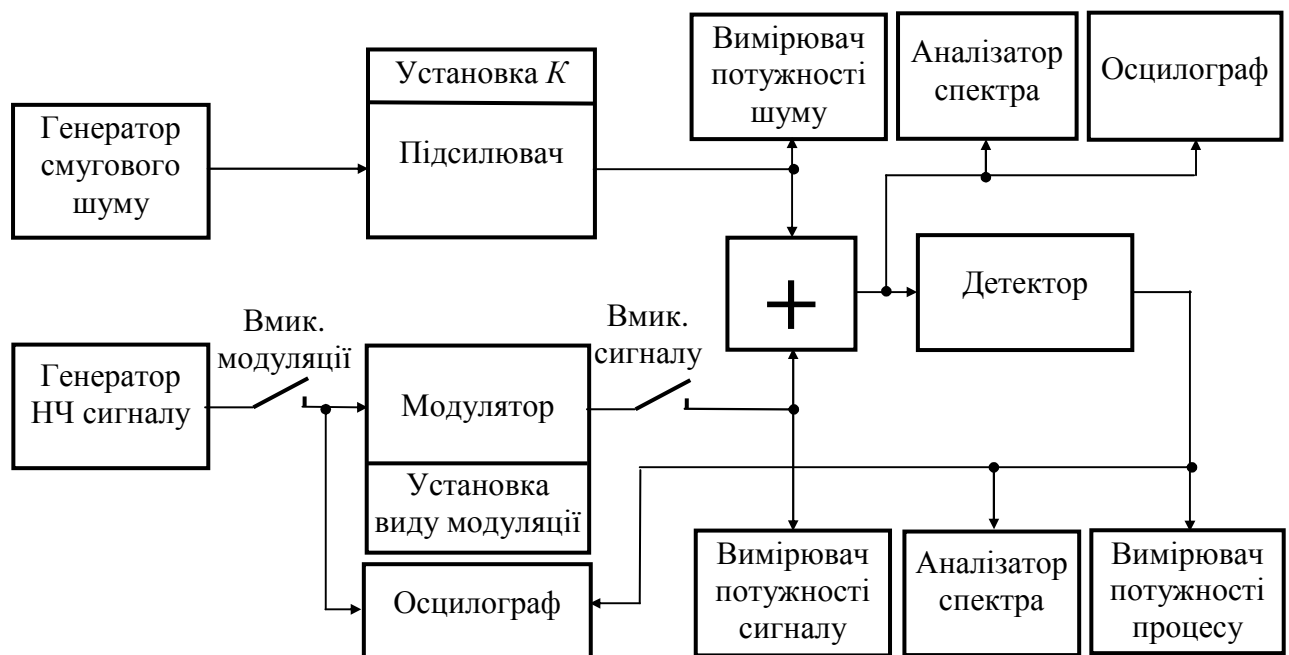 Установка К
Підсилювач
Генератор
смугового
шуму
Вимірювач
потужності
шуму
Аналізатор
спектра
Осцилограф
+
Детектор
Вмик.
модуляції
Вмик.
сигналу
Генератор
НЧ сигналу
Модулятор
Установка
виду модуляції
Осцилограф
Вимірювач
потужності
сигналу
Аналізатор
спектра
Вимірювач
потужності
процесу